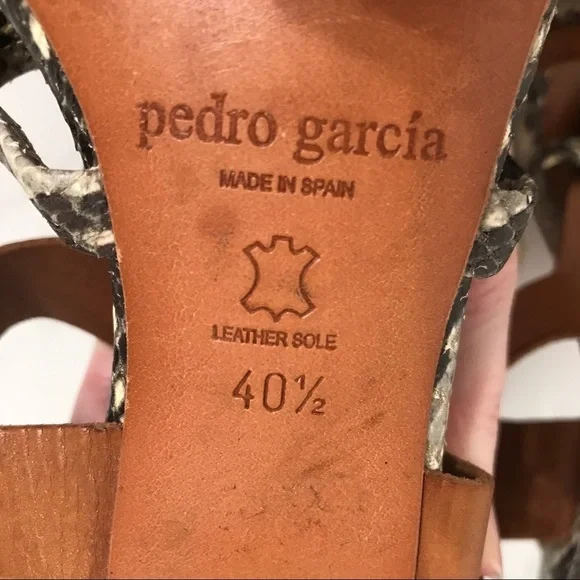 pedro garcía
MADE IN SPAIN
LEATHER SOLE
40½